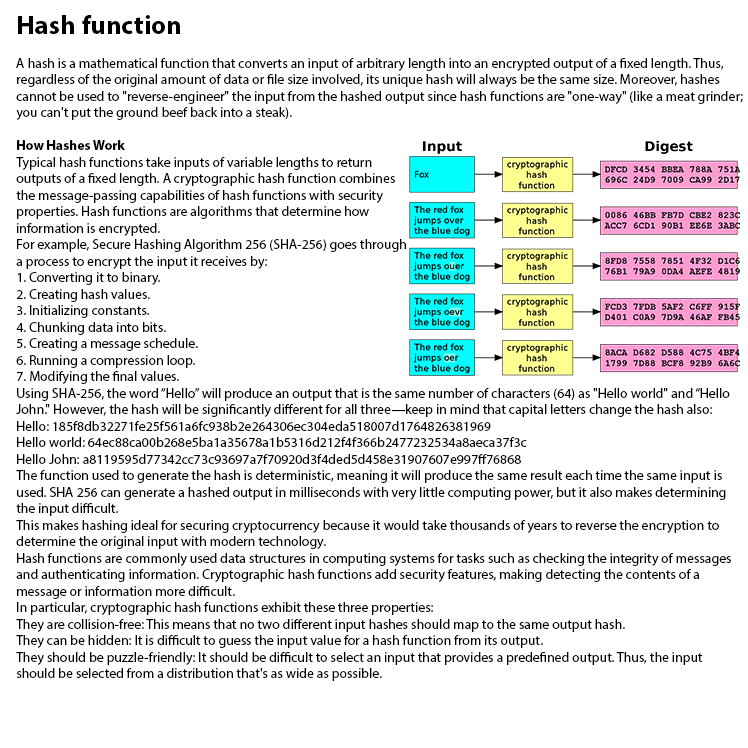 Hash function
A hash is a mathematical function that converts an input of arbitrary length into an encrypted output of a fixed length. Thus,
regardless of the original amount of data or file size involved, its unique hash will always be the same size. Moreover, hashes
cannot be used to "reverse-engineer" the input from the hashed output since hash functions are "one-way" (like a meat grinder;
you can't put the ground beef back into a steak).
How Hashes Work
Typical hash functions take inputs of variable lengths to return
outputs of a fixed length. A cryptographic hash function combines
the message-passing capabilities of hash functions with security
properties. Hash functions are algorithms that determine how
information is encrypted.
For example, Secure Hashing Algorithm 256 (SHA-256) goes through
a process to encrypt the input it receives by:
1. Converting it to binary.
2. Creating hash values.
3. Initializing constants.
4. Chunking data into bits.
5. Creating a message schedule.
6. Running a compression loop.
7. Modifying the final values.
Input
Digest
Fox
cryptographic
hash
function
DFCD 3454 BBEA 788A 751A
696C 24D9 7009 CA99 2D17
The red fox
jumps over
the blue dog
cryptographic
hash
function
0086 46BB FB7D CBE2 823C
ACC7 6CD1 90B1 EE6E 3ABC
The red fox
jumps ouer
the blue dog
cryptographic
hash
function
8FD8 7558 7851 4F32 D1C6
76B1 79A9 0DA4 AEFE 4819
The red fox
jumps oevr
the blue dog
cryptographic
hash
function
FCD3 7FDB 5AF2 C6FF 915F
D401 C0A9 7D9A 46AF FB45
The red fox
jumps oer
the blue dog
cryptographic
hash
function
8ACA D682 D588 4C75 4BF4
1799 7D88 BCF8 92B9 6A6C
Using SHA-256, the word “Hello” will produce an output that is the same number of characters (64) as "Hello world" and “Hello
John." However, the hash will be significantly different for all three—keep in mind that capital letters change the hash also:
Hello: 185f8db32271fe25f561a6fc938b2e264306ec304eda518007d1764826381969
Hello world: 64ec88ca00b268e5ba1a35678a1b5316d212f4f366b2477232534a8aeca37f3c
Hello John: a8119595d77342cc73c93697a7f70920d3f4ded5d458e31907607e997ff76868
The function used to generate the hash is deterministic, meaning it will produce the same result each time the same input is
used. SHA 256 can generate a hashed output in milliseconds with very little computing power, but it also makes determining
the input difficult.
This makes hashing ideal for securing cryptocurrency because it would take thousands of years to reverse the encryption to
determine the original input with modern technology.
Hash functions are commonly used data structures in computing systems for tasks such as checking the integrity of messages
and authenticating information. Cryptographic hash functions add security features, making detecting the contents of a
message or information more difficult.
In particular, cryptographic hash functions exhibit these three properties:
They are collision-free: This means that no two different input hashes should map to the same output hash.
They can be hidden: It is difficult to guess the input value for a hash function from its output.
They should be puzzle-friendly: It should be difficult to select an input that provides a predefined output. Thus, the input
should be selected from a distribution that's as wide as possible.